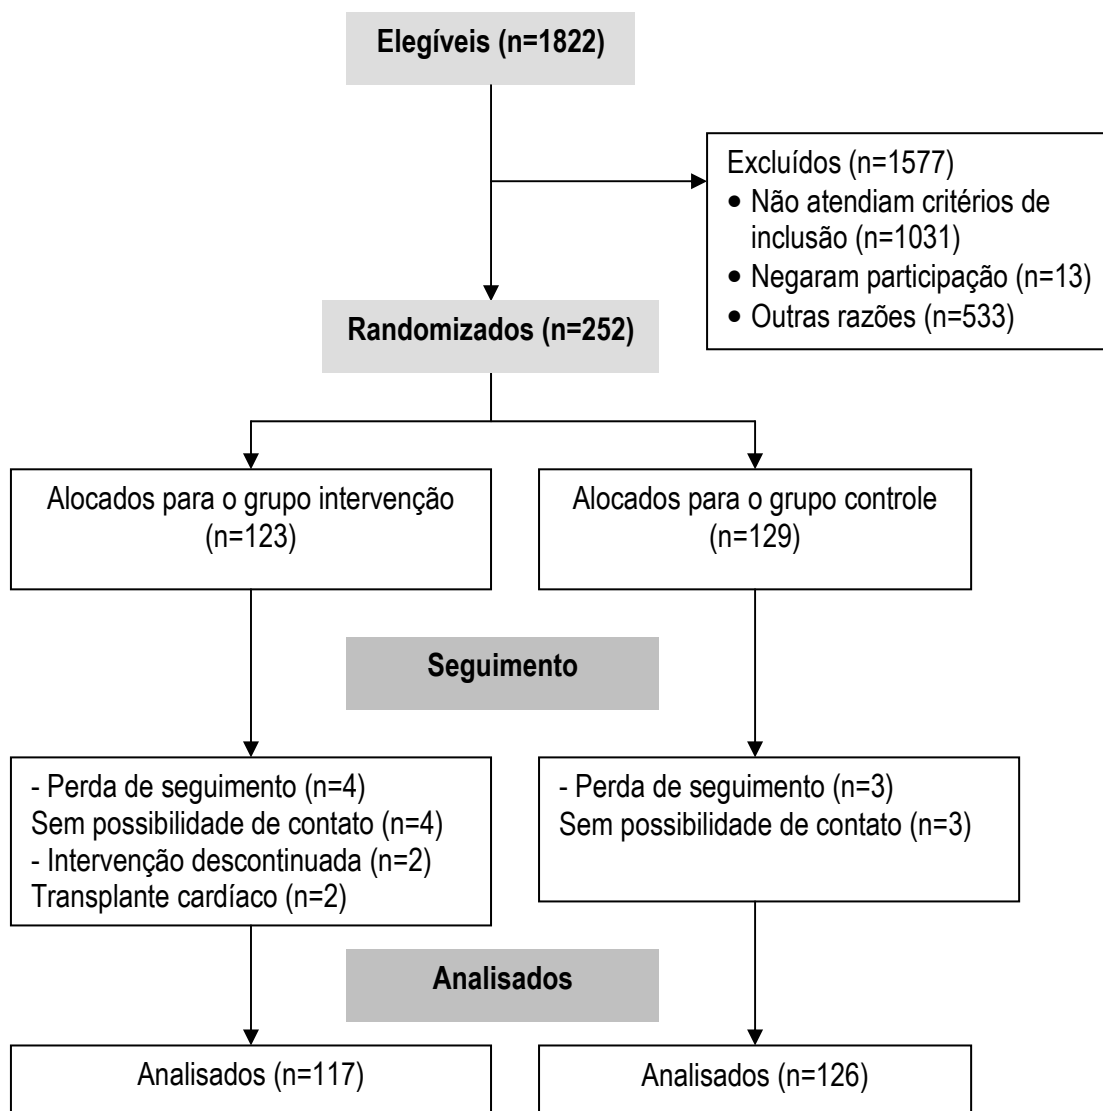 Elegíveis (n=1822)
Excluídos (n=1577)
• Não atendiam critérios de
inclusão (n=1031)
• Negaram participação (n=13)
• Outras razões (n=533)
Randomizados (n=252)
Alocados para o grupo intervenção
(n=123)
Alocados para o grupo controle
(n=129)
Seguimento
- Perda de seguimento (n=4)
Sem possibilidade de contato (n=4)
- Intervenção descontinuada (n=2)
Transplante cardíaco (n=2)
- Perda de seguimento (n=3)
Sem possibilidade de contato (n=3)
Analisados
Analisados (n=117)
Analisados (n=126)